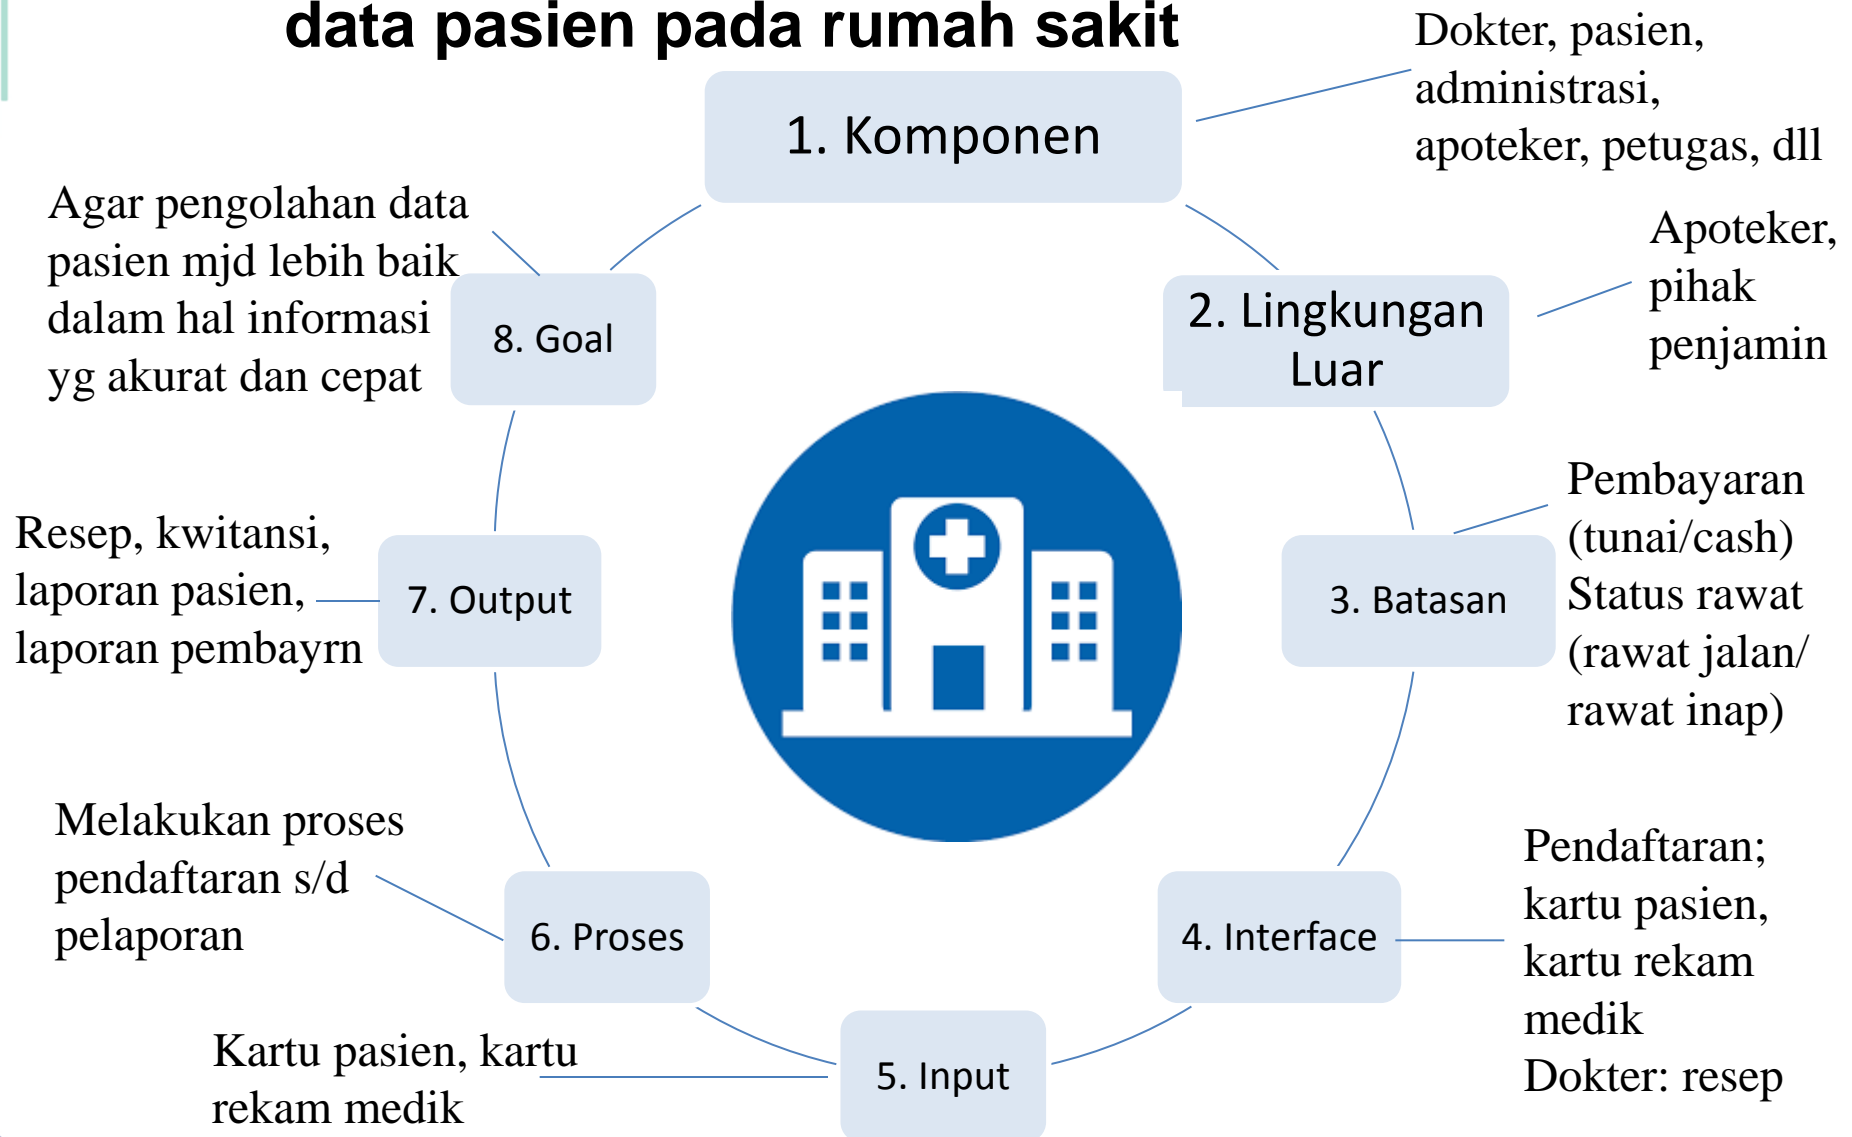 data pasien pada rumah sakit
1. Komponen
Dokter, pasien,
administrasi,
apoteker, petugas, dll
2. Lingkungan
Luar
Apoteker,
pihak
penjamin
3. Batasan
Pembayaran
(tunai/cash)
Status rawat
(rawat jalan/
rawat inap)
4. Interface
Pendaftaran;
kartu pasien,
kartu rekam
medik
Dokter: resep
5. Input
Kartu pasien, kartu
rekam medik
6. Proses
Melakukan proses
pendaftaran s/d
pelaporan
7. Output
Resep, kwitansi,
laporan pasien,
laporan pembayrn
8. Goal
Agar pengolahan data
pasien mjd lebih baik
dalam hal informasi
yg akurat dan cepat